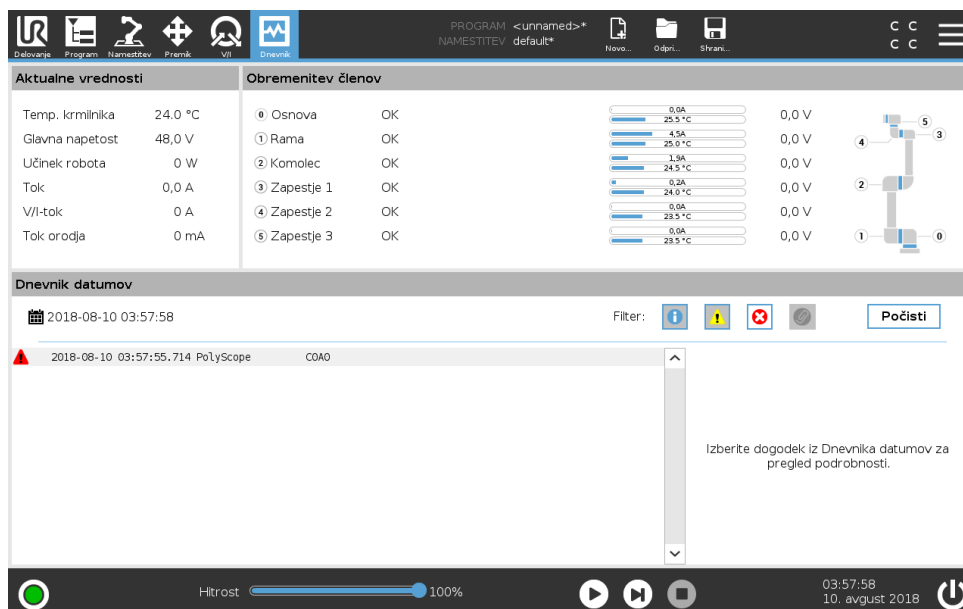 UR
PROGRAM <unnamed>*
NAMESTITEV default*
C C
C C
Delovanje Program Namestitev Premik V/I Dnevnik Novo... Odpri... Shrani...
Aktualne vrednosti
Obremenitev členov
Temp. krmilnika 24.0 °C
Glavna napetost 48,0 V
Učinek robota 0 W
Tok 0,0 A
V/I-tok 0 A
Tok orodja 0 mA
0 Osnova OK 0,0A 25.5 °C 0,0 V
1 Rama OK 4,5A 25.0 °C 0,0 V
2 Komolec OK 1,9A 24.5 °C 0,0 V
3 Zapestje 1 OK 0,2A 24.0 °C 0,0 V
4 Zapestje 2 OK 0,0A 23.5 °C 0,0 V
5 Zapestje 3 OK 0,0A 23.5 °C 0,0 V
5
4 3
2
1 0
Dnevnik datumov
2018-08-10 03:57:58
Filter:
Počisti
2018-08-10 03:57:55.714 PolyScope C0A0
Izberite dogodek iz Dnevnika datumov za
pregled podrobnosti.
Hitrost 100%
03:57:58
10. avgust 2018